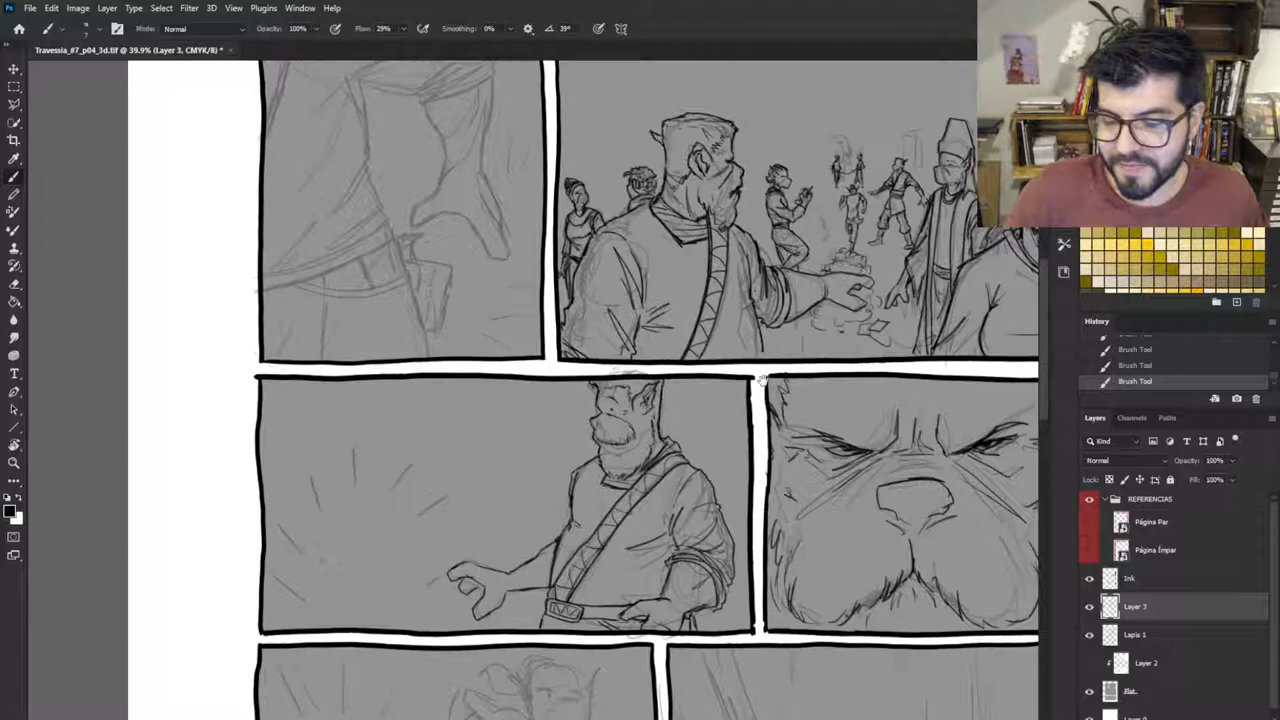 File Edit Image Layer Type Select Filter 3D View Plugins Window Help
Mode: Normal Opacity: 100% Flow: 29% Smoothing: 0% 39°
Travessia_#7_p04_3d.tif @ 39.9% (Layer 3, CMYK/8) *
History
Brush Tool
Brush Tool
Brush Tool
Layers Channels Paths
Kind
Normal Opacity: 100%
Lock: Fill: 100%
REFERENCIAS
Página Par
Página Ímpar
Ink
Layer 3
Lapis 1
Layer 2
Flat